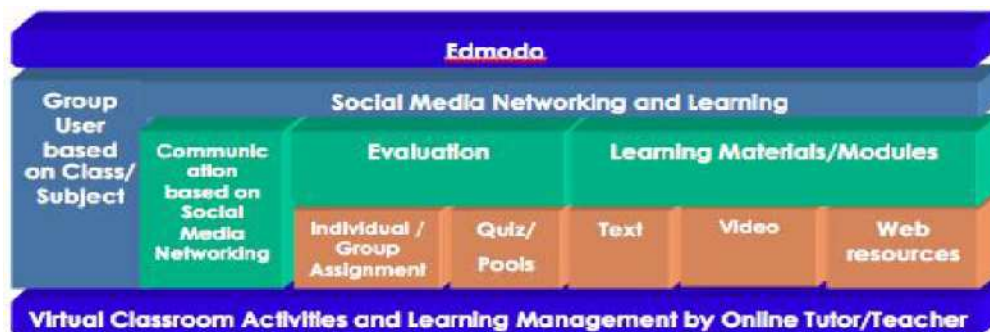 Edmodo
Group
User
based
on Class/
Subject
Social Media Networking and Learning
Communic
ation
based on
Social
Media
Networking
Evaluation
Learning Materials/Modules
Individual /
Group
Assignment
Quiz/
Pools
Text
Video
Web
resources
Virtual Classroom Activities and Learning Management by Online Tutor/Teacher